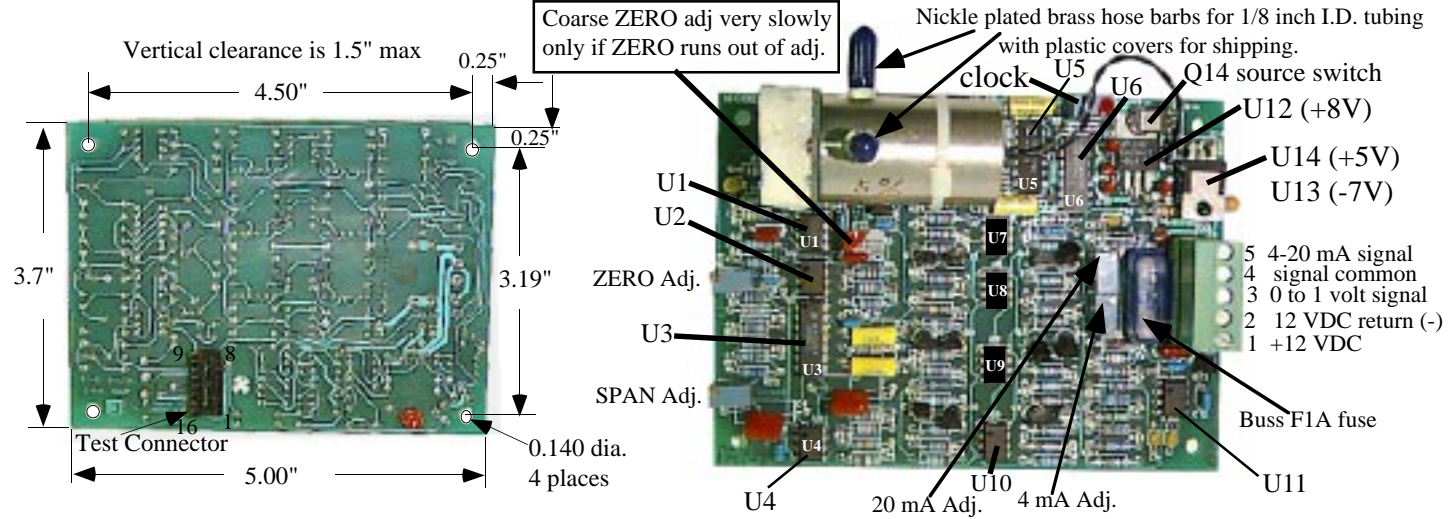 Vertical clearance is 1.5" max
0.25"
4.50"
0.25"
3.7"
3.19"
9
8
16
1
Test Connector
0.140 dia.
4 places
5.00"
Coarse ZERO adj very slowly
only if ZERO runs out of adj.
Nickle plated brass hose barbs for 1/8 inch I.D. tubing
with plastic covers for shipping.
clock
U5
U6
Q14 source switch
U12 (+8V)
U14 (+5V)
U13 (-7V)
U5
U6
U1
U2
U1
U7
ZERO Adj.
U8
5 4-20 mA signal
4 signal common
3 0 to 1 volt signal
2 12 VDC return (-)
1 +12 VDC
U3
U3
U9
SPAN Adj.
Buss F1A fuse
U4
U4
U10
20 mA Adj.
4 mA Adj.
U11